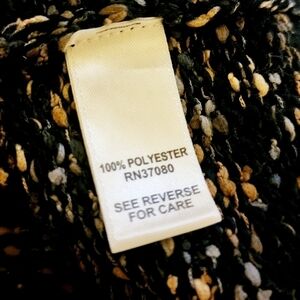 100% POLYESTER
RN37080
SEE REVERSE
FOR CARE